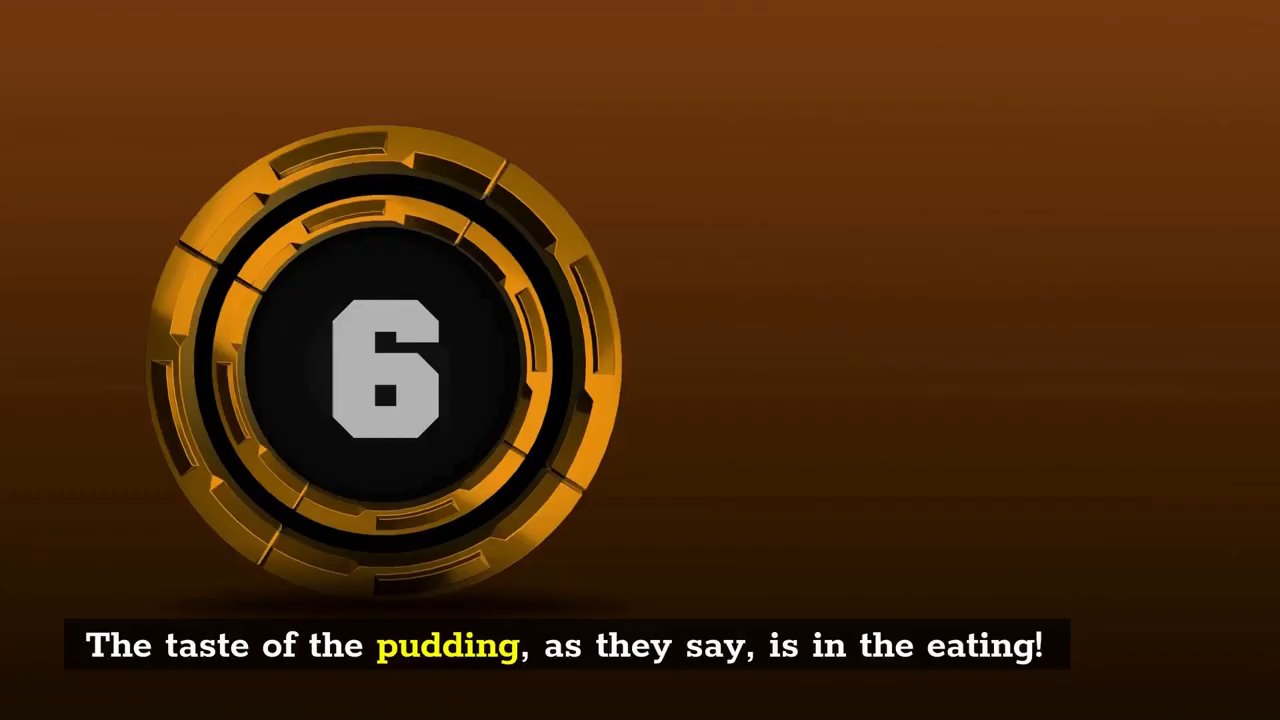 6
The taste of the pudding, as they say, is in the eating!